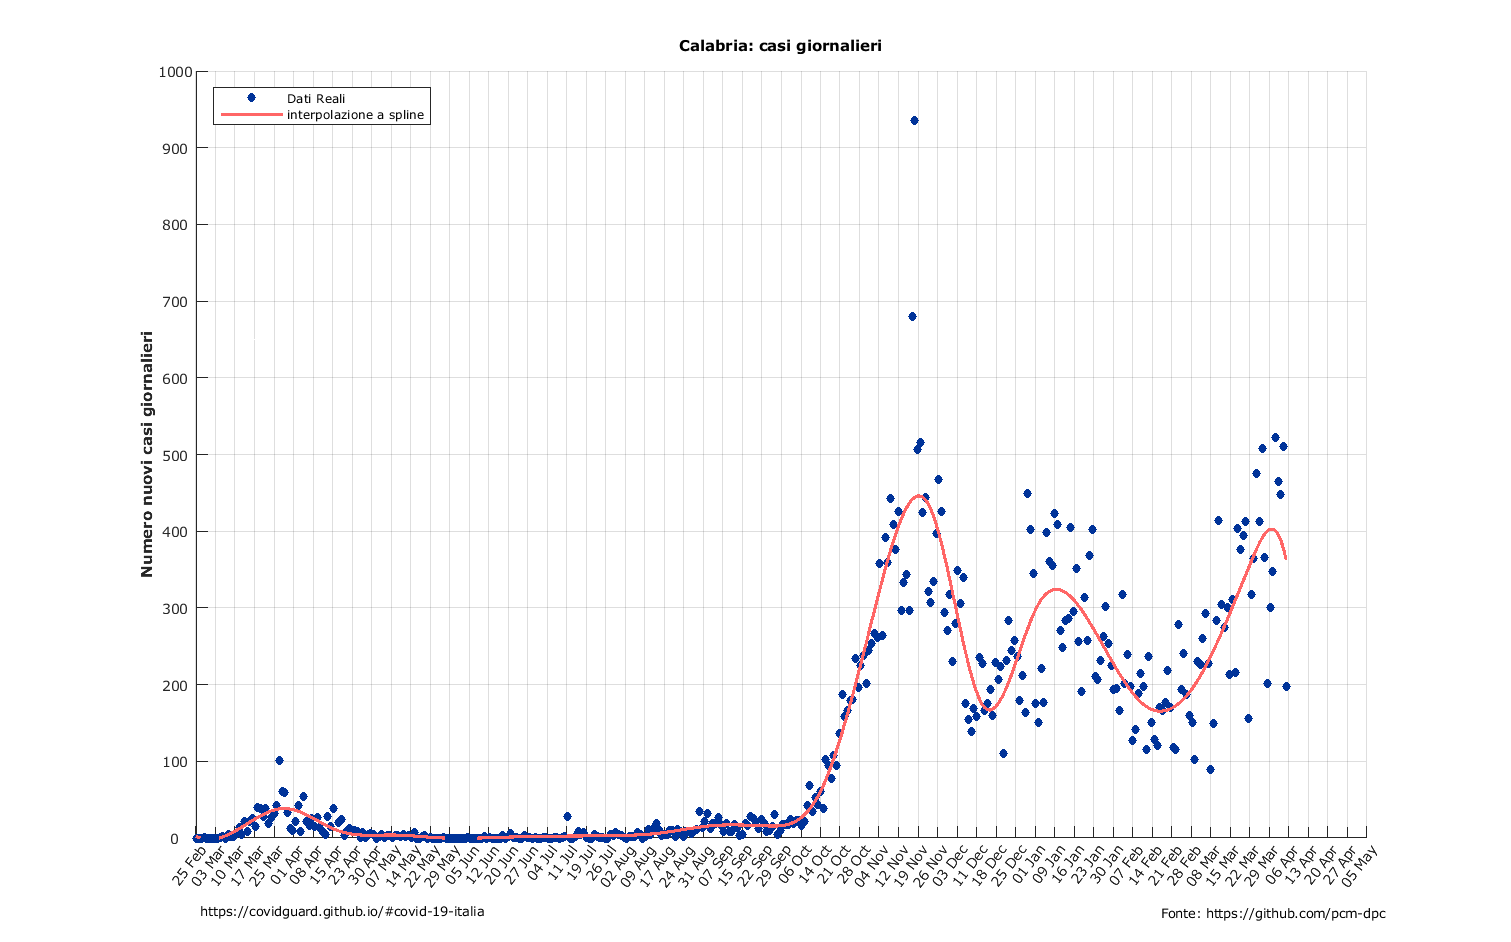 Calabria: casi giornalieri
1000
900
800
700
600
500
400
300
200
100
0
Numero nuovi casi giornalieri
Dati Reali
interpolazione a spline
25 Feb
03 Mar
10 Mar
17 Mar
25 Mar
01 Apr
08 Apr
15 Apr
23 Apr
30 Apr
07 May
14 May
22 May
29 May
05 Jun
12 Jun
20 Jun
27 Jun
04 Jul
11 Jul
19 Jul
26 Jul
02 Aug
09 Aug
17 Aug
24 Aug
31 Aug
07 Sep
15 Sep
22 Sep
29 Sep
06 Oct
14 Oct
21 Oct
28 Oct
04 Nov
12 Nov
19 Nov
26 Nov
03 Dec
11 Dec
18 Dec
25 Dec
01 Jan
09 Jan
16 Jan
23 Jan
30 Jan
07 Feb
14 Feb
21 Feb
28 Feb
08 Mar
15 Mar
22 Mar
29 Mar
06 Apr
13 Apr
20 Apr
27 Apr
05 May
https://covidguard.github.io/#covid-19-italia
Fonte: https://github.com/pcm-dpc